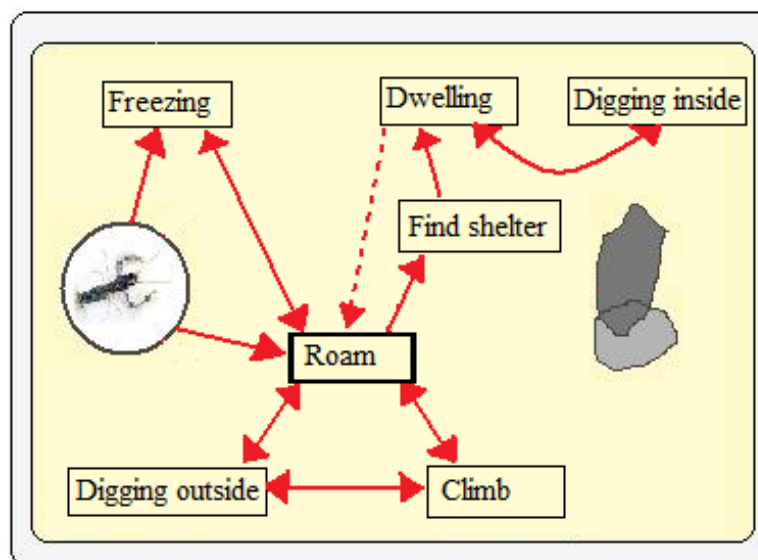 Freezing
Dwelling
Digging inside
Find shelter
Roam
Digging outside
Climb